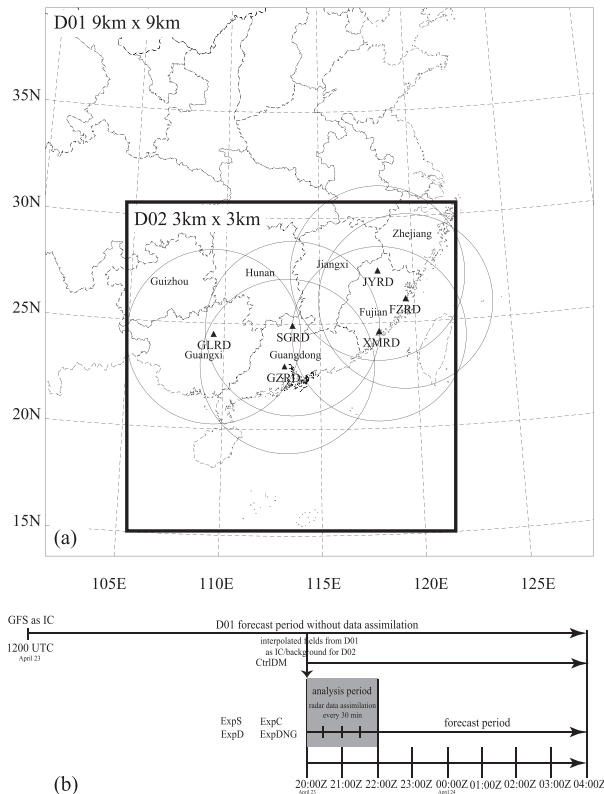 D01 9km x 9km
35N
30N
D02 3km x 3km
Zhejiang
Jiangxi
Hunan
Guizhou
JYRD
25N
FZRD
Fujian
SGRD
XMRD
GLRD
Guangxi
Guangdong
GZRD
20N
15N
(a)
105E 110E 115E 120E 125E
GFS as IC
D01 forecast period without data assimilation
1200 UTC
April 23
interpolated fields from D01
as IC/background for D02
CtrlDM
analysis period
radar data assimilation
every 30 min
ExpS ExpC
forecast period
ExpD ExpDNG
20:00Z 21:00Z 22:00Z 23:00Z 00:00Z 01:00Z 02:00Z 03:00Z 04:00Z
April 23 April 24
(b)